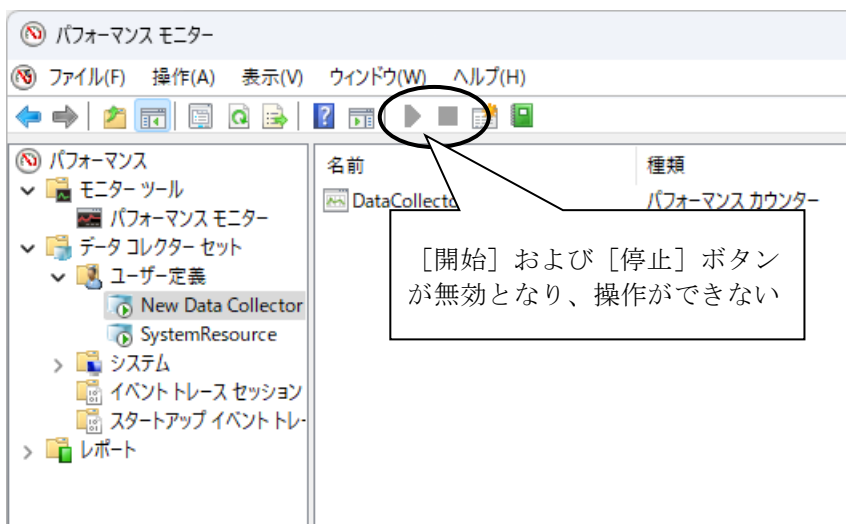 パフォーマンス モニター
ファイル(F) 操作(A) 表示(V) ウィンドウ(W) ヘルプ(H)
パフォーマンス
モニター ツール
パフォーマンス モニター
データ コレクター セット
ユーザー定義
New Data Collector
SystemResource
システム
イベント トレース セッション
スタートアップ イベント トレ
レポート
名前 種類
DataCollecto パフォーマンス カウンター
［開始］および［停止］ボタン
が無効となり、操作ができない